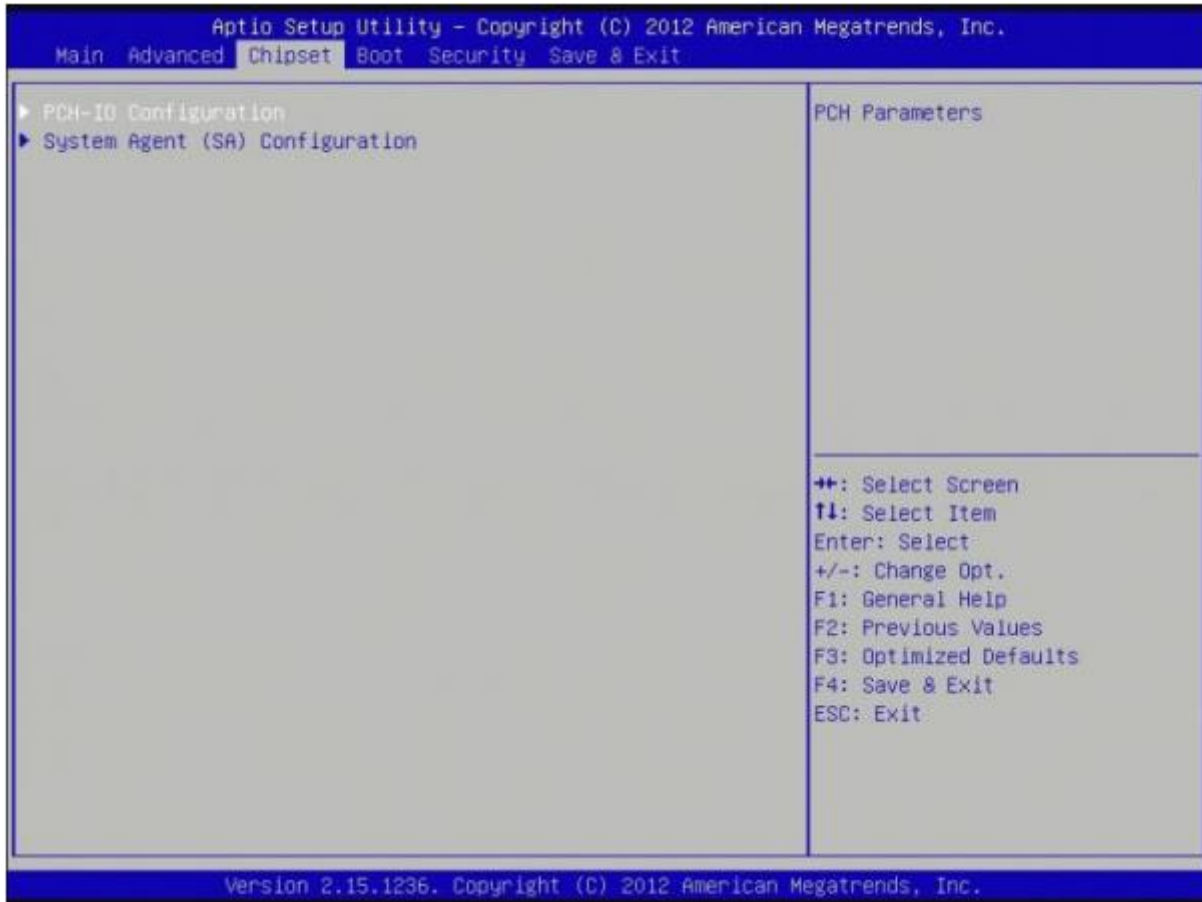 Aptio Setup Utility – Copyright (C) 2012 American Megatrends, Inc.
Main Advanced Chipset Boot Security Save & Exit
▶ PCH-IO Configuration
▶ System Agent (SA) Configuration
PCH Parameters
→←: Select Screen
↑↓: Select Item
Enter: Select
+/-: Change Opt.
F1: General Help
F2: Previous Values
F3: Optimized Defaults
F4: Save & Exit
ESC: Exit
Version 2.15.1236. Copyright (C) 2012 American Megatrends, Inc.